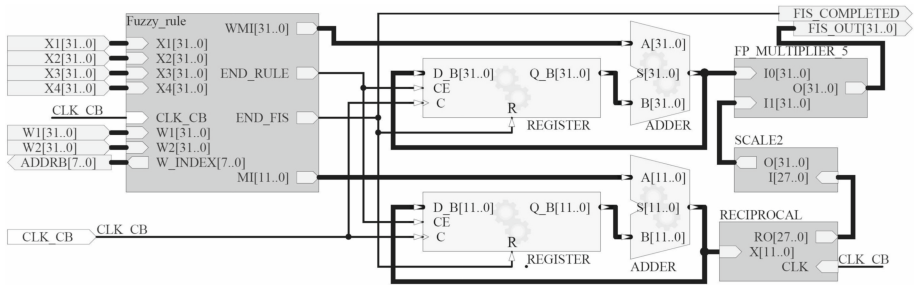 Fuzzy_rule
FIS_COMPLETED
FIS_OUT[31..0]
WMI[31..0]
X1[31..0] X1[31..0]
X2[31..0] X2[31..0]
X3[31..0] X3[31..0]
X4[31..0] X4[31..0]
END_RULE
CLK_CB CLK_CB
END_FIS
W1[31..0] W1[31..0]
W2[31..0] W2[31..0]
ADDRB[7..0] W_INDEX[7..0]
MI[11..0]
CLK_CB CLK_CB
D_B[31..0] Q_B[31..0]
CE
C
R
REGISTER
A[31..0]
S[31..0]
B[31..0]
ADDER
FP_MULTIPLIER_5
I0[31..0]
O[31..0]
I1[31..0]
SCALE2
O[31..0]
I[27..0]
D_B[11..0] Q_B[11..0]
CE
C
R
REGISTER
A[11..0]
S[11..0]
B[11..0]
ADDER
RECIPROCAL
RO[27..0]
X[11..0]
CLK CLK_CB